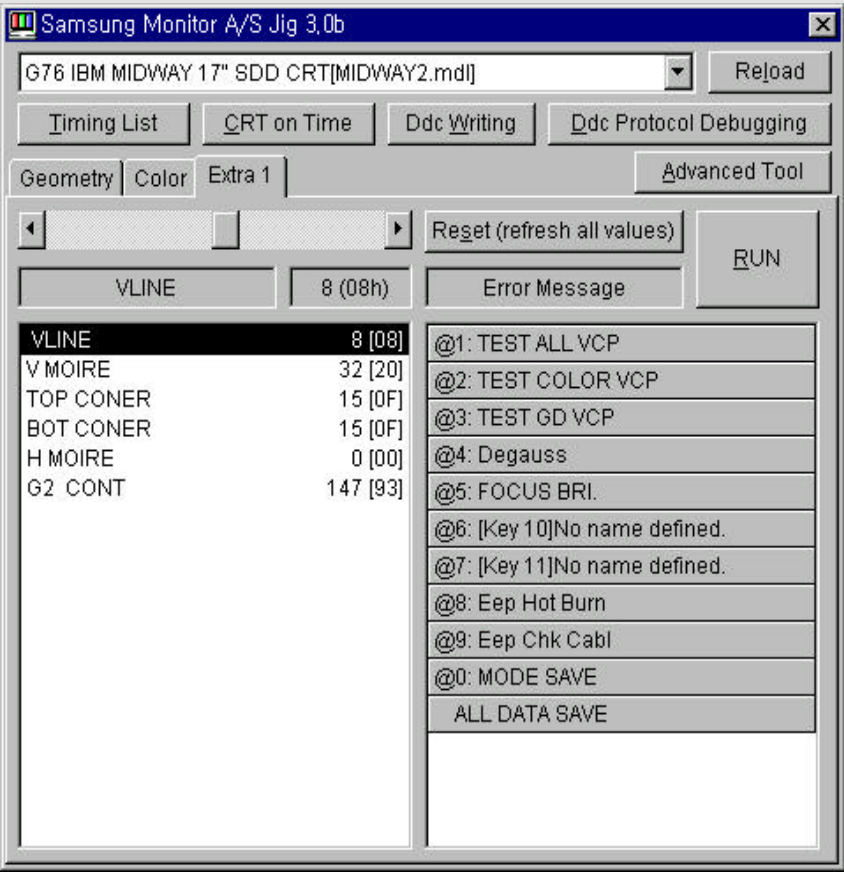 Samsung Monitor A/S Jig 3,0b
G76 IBM MIDWAY 17" SDD CRT[MIDWAY2.mdl]
Reload
Timing List
CRT on Time
Ddc Writing
Ddc Protocol Debugging
Geometry
Color
Extra 1
Advanced Tool
Reset (refresh all values)
RUN
VLINE
8 (08h)
Error Message
VLINE 8 [08]
V MOIRE 32 [20]
TOP CONER 15 [0F]
BOT CONER 15 [0F]
H MOIRE 0 [00]
G2 CONT 147 [93]
@1: TEST ALL VCP
@2: TEST COLOR VCP
@3: TEST GD VCP
@4: Degauss
@5: FOCUS BRI.
@6: [Key 10]No name defined.
@7: [Key 11]No name defined.
@8: Eep Hot Burn
@9: Eep Chk Cabl
@0: MODE SAVE
ALL DATA SAVE